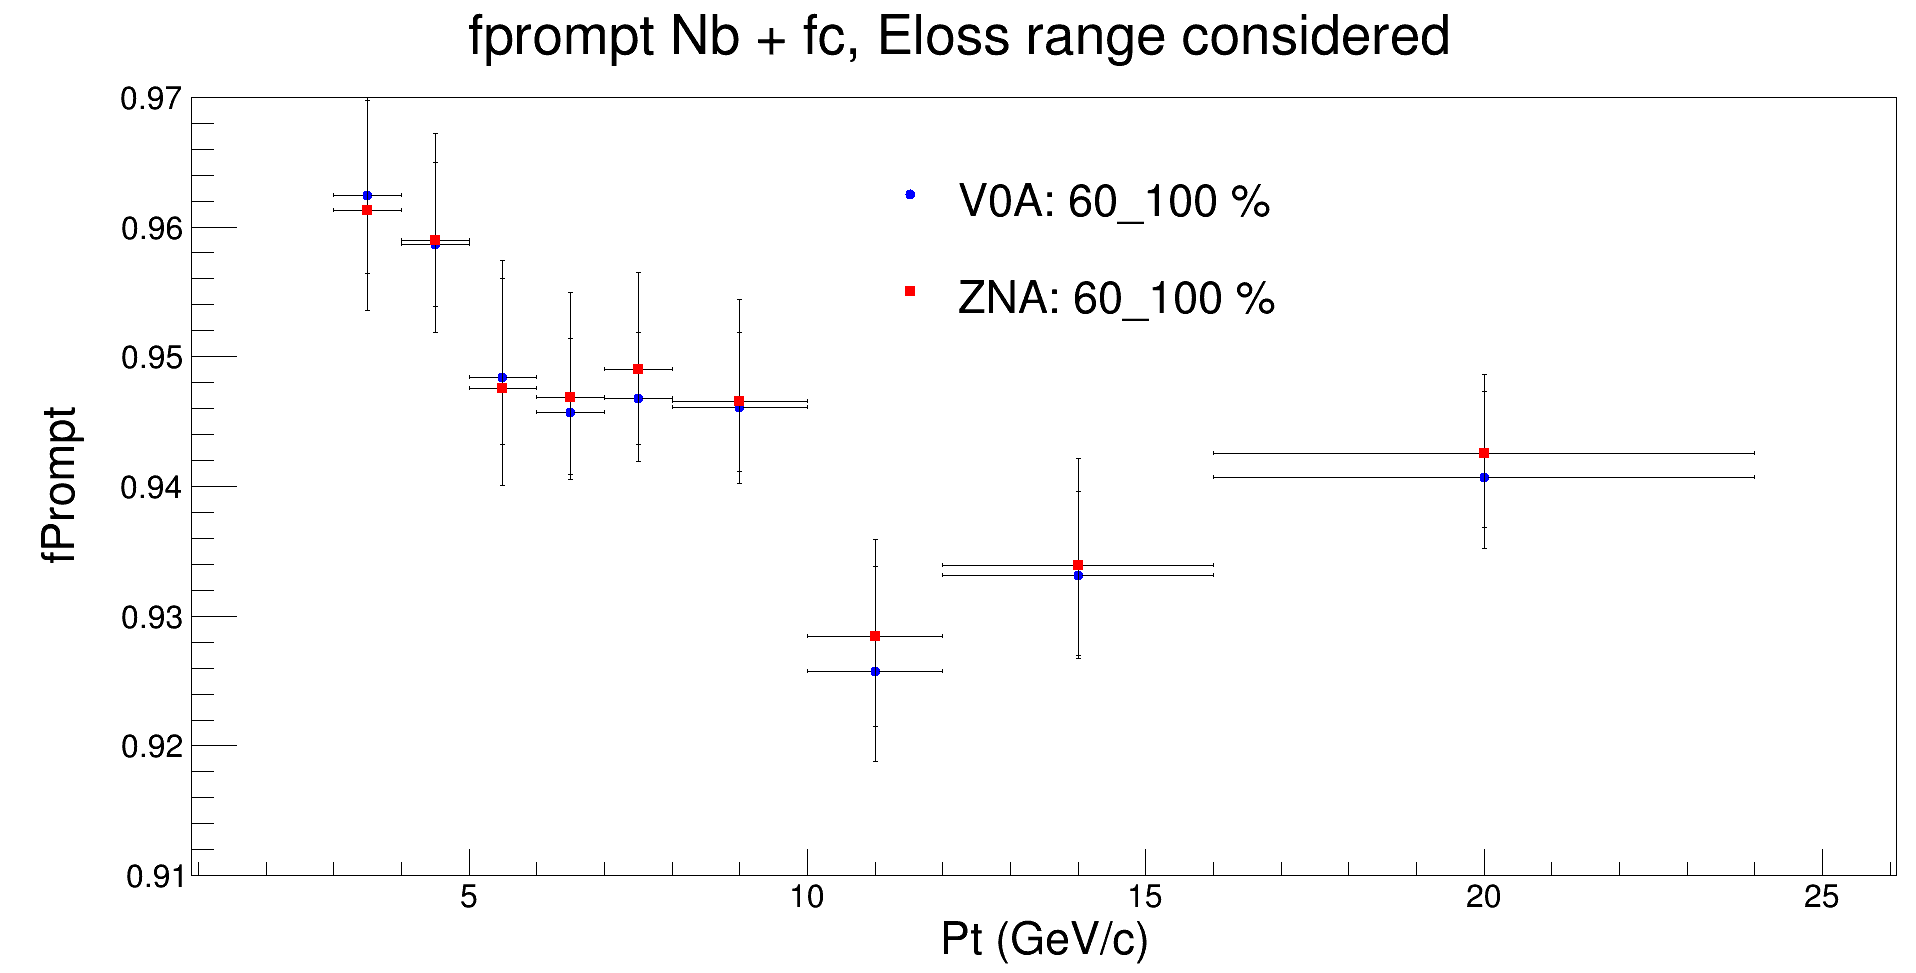 fprompt Nb + fc, Eloss range considered
0.97
0.96
0.95
0.94
0.93
0.92
0.91
fPrompt
V0A: 60_100 %
ZNA: 60_100 %
5 10 15 20 25
Pt (GeV/c)